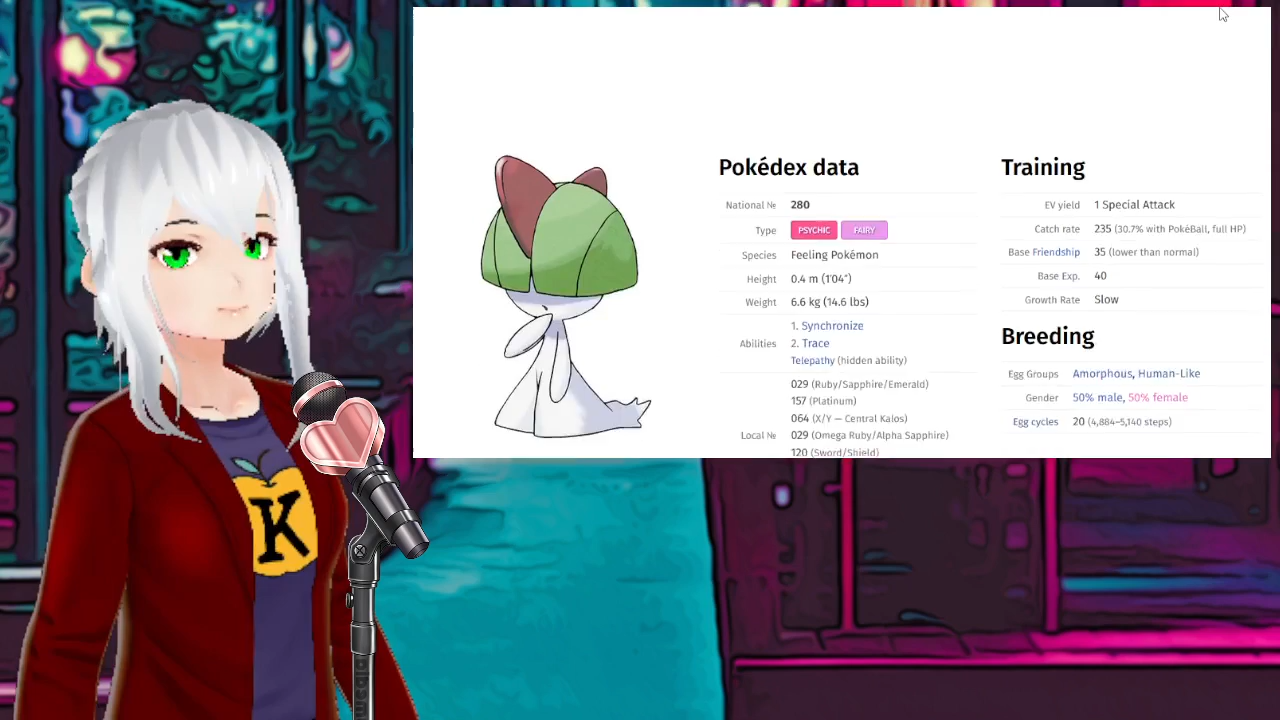 K
Pokédex data
National № 280
Type PSYCHIC FAIRY
Species Feeling Pokémon
Height 0.4 m (1′04″)
Weight 6.6 kg (14.6 lbs)
Abilities 1. Synchronize
2. Trace
Telepathy (hidden ability)
Local № 029 (Ruby/Sapphire/Emerald)
157 (Platinum)
064 (X/Y — Central Kalos)
029 (Omega Ruby/Alpha Sapphire)
120 (Sword/Shield)
Training
EV yield 1 Special Attack
Catch rate 235 (30.7% with PokéBall, full HP)
Base Friendship 35 (lower than normal)
Base Exp. 40
Growth Rate Slow
Breeding
Egg Groups Amorphous, Human-Like
Gender 50% male, 50% female
Egg cycles 20 (4,884–5,140 steps)